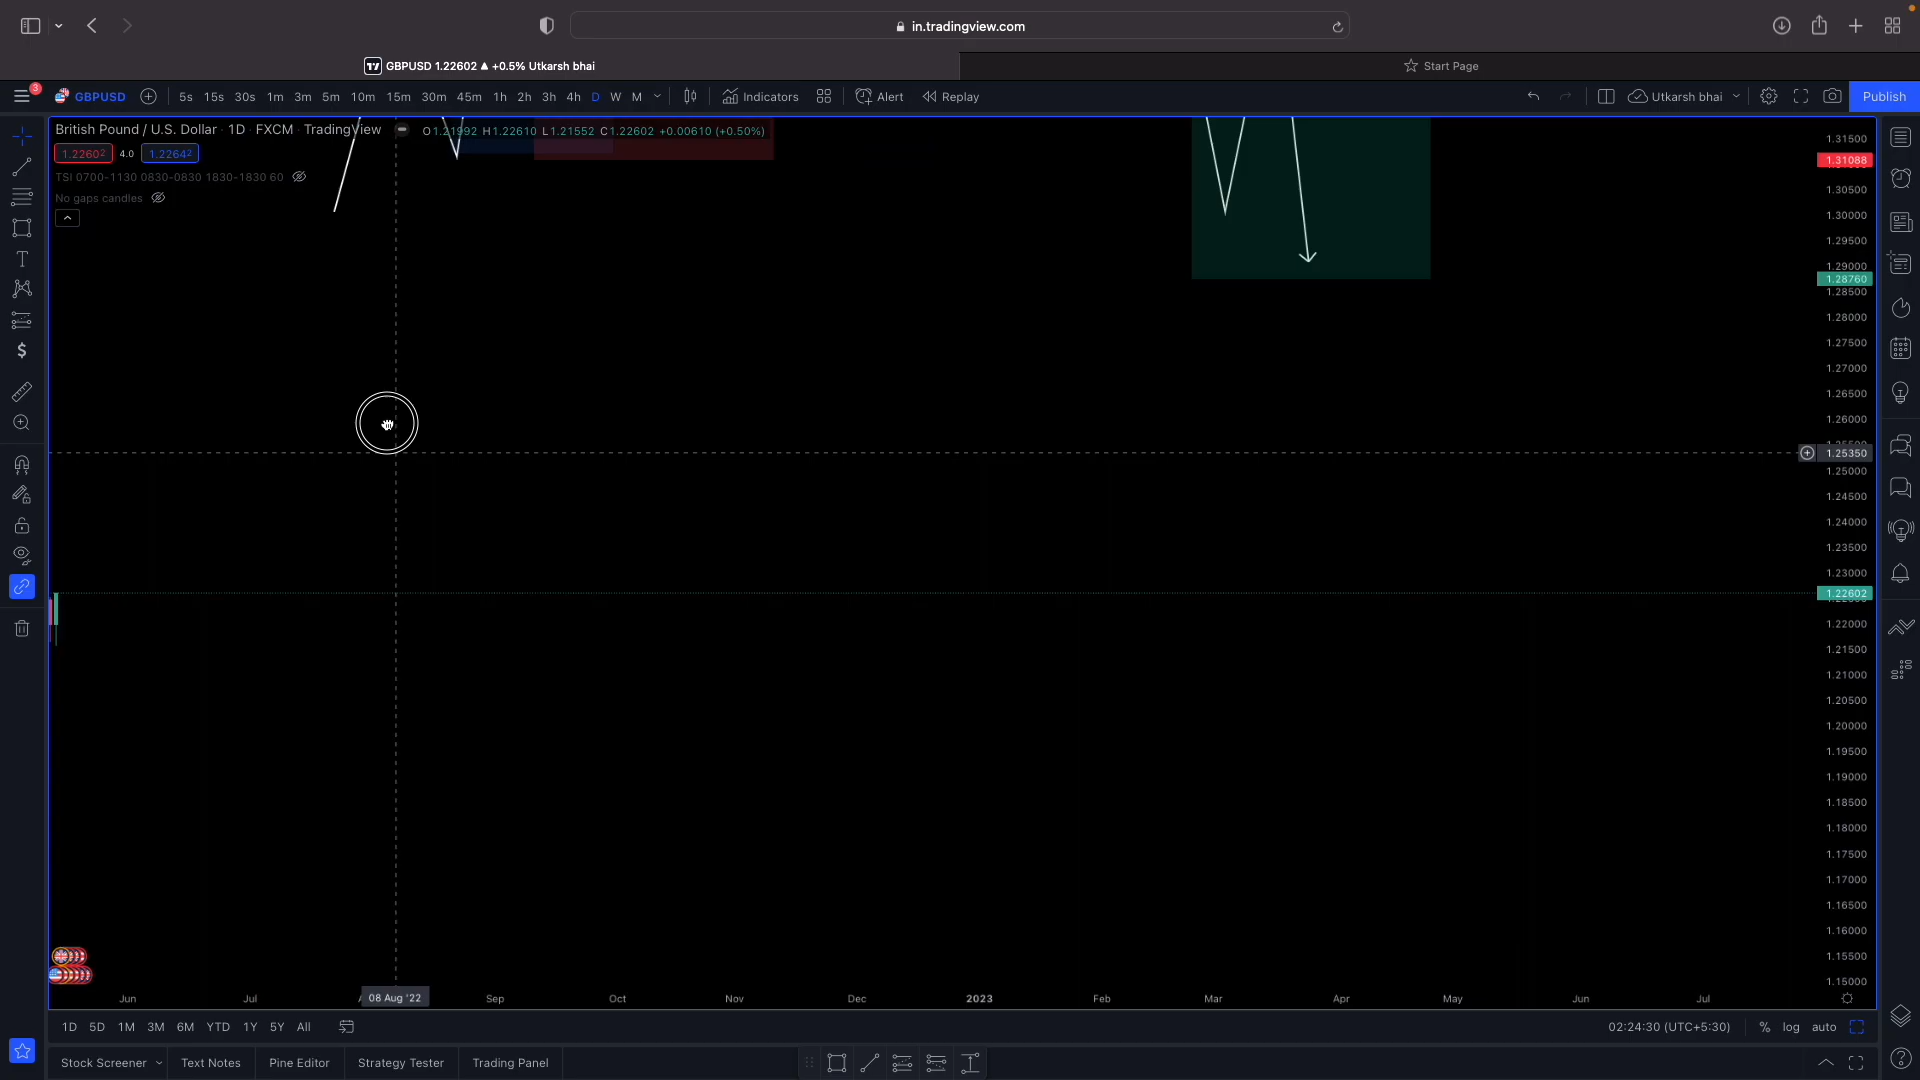 in.tradingview.com
GBPUSD 1.22602 ▲ +0.5% Utkarsh bhai
Start Page
3
GBPUSD 5s 15s 30s 1m 3m 5m 10m 15m 30m 45m 1h 2h 3h 4h D W M Indicators Alert Replay Utkarsh bhai Publish
British Pound / U.S. Dollar · 1D · FXCM · TradingView
O1.21992 H1.22610 L1.21552 C1.22602 +0.00610 (+0.50%)
1.22602 4.0 1.22642
TSI 0700-1130 0830-0830 1830-1830 60
No gaps candles
1.31500
1.31088
1.30500
1.30000
1.29500
1.29000
1.28760
1.28500
1.28000
1.27500
1.27000
1.26500
1.26000
1.25350
1.25000
1.24500
1.24000
1.23500
1.23000
1.22602
1.22000
1.21500
1.21000
1.20500
1.20000
1.19500
1.19000
1.18500
1.18000
1.17500
1.17000
1.16500
1.16000
1.15500
1.15000
Jun Jul 08 Aug '22 Sep Oct Nov Dec 2023 Feb Mar Apr May Jun Jul
1D 5D 1M 3M 6M YTD 1Y 5Y All
02:24:30 (UTC+5:30) % log auto
Stock Screener Text Notes Pine Editor Strategy Tester Trading Panel